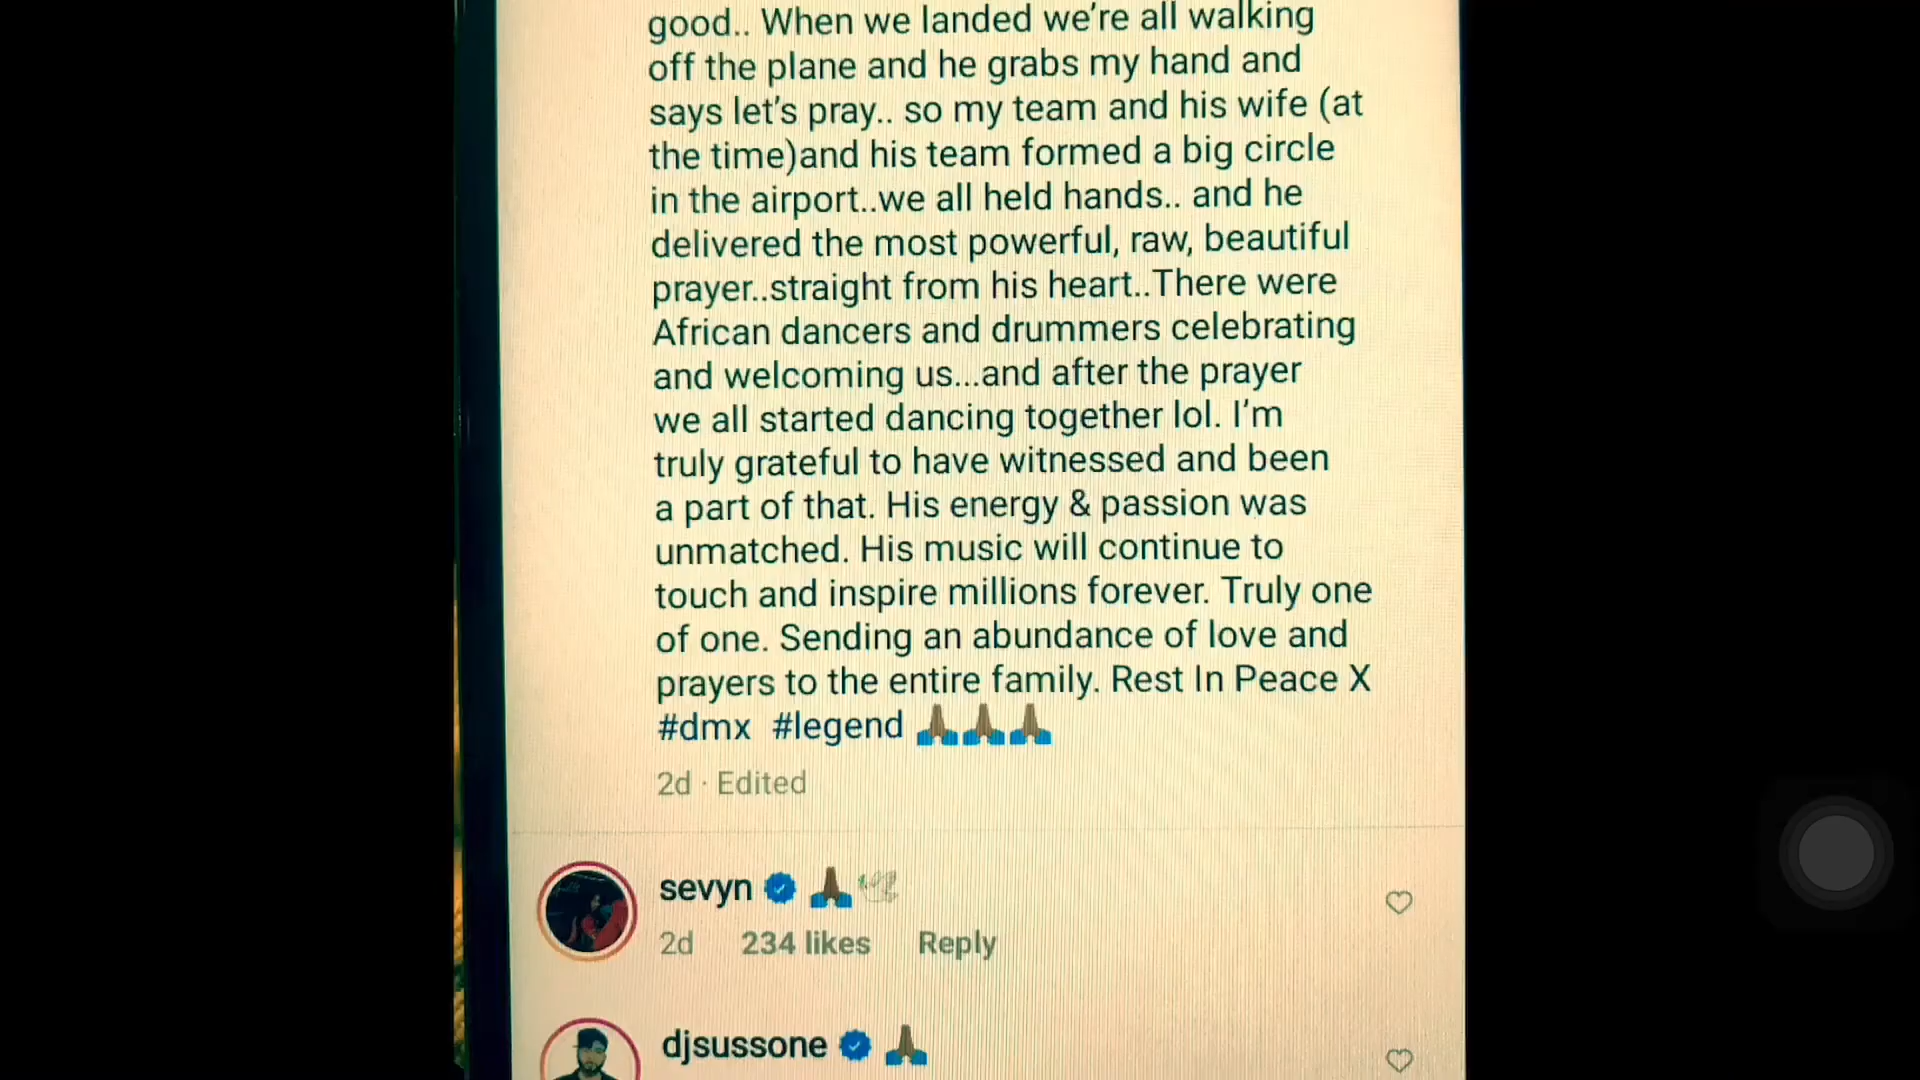 good.. When we landed we're all walking
off the plane and he grabs my hand and
says let's pray.. so my team and his wife (at
the time)and his team formed a big circle
in the airport..we all held hands.. and he
delivered the most powerful, raw, beautiful
prayer..straight from his heart..There were
African dancers and drummers celebrating
and welcoming us...and after the prayer
we all started dancing together lol. I'm
truly grateful to have witnessed and been
a part of that. His energy & passion was
unmatched. His music will continue to
touch and inspire millions forever. Truly one
of one. Sending an abundance of love and
prayers to the entire family. Rest In Peace X
#dmx #legend 🙏🏾🙏🏾🙏🏾
2d · Edited
sevyn 🙏🏾🕊
2d 234 likes Reply
djsussone 🙏🏾